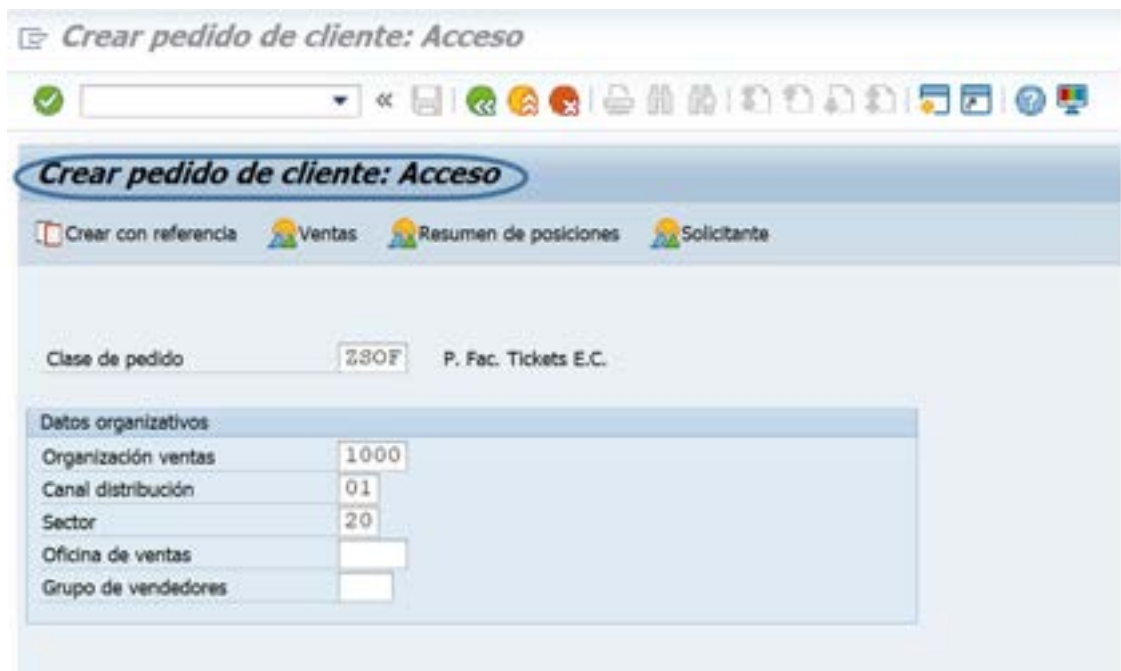 Crear pedido de cliente: Acceso
Crear pedido de cliente: Acceso
Crear con referencia Ventas Resumen de posiciones Solicitante
Clase de pedido ZSOF P. Fac. Tickets E.C.
Datos organizativos
Organización ventas 1000
Canal distribución 01
Sector 20
Oficina de ventas
Grupo de vendedores